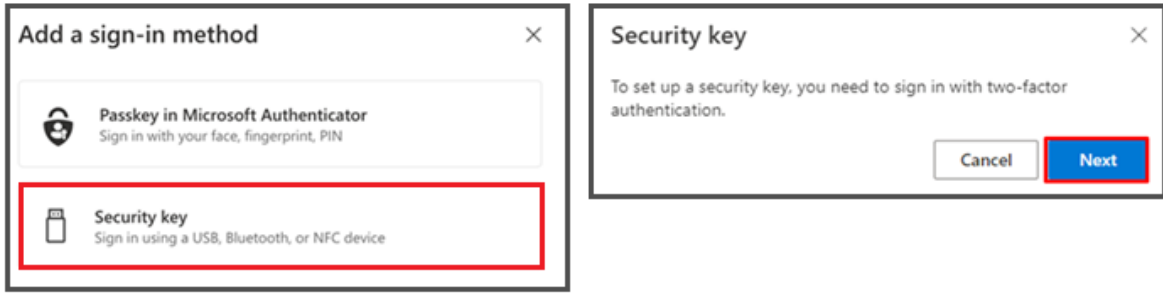 Add a sign-in method
Passkey in Microsoft Authenticator
Sign in with your face, fingerprint, PIN
Security key
Sign in using a USB, Bluetooth, or NFC device
Security key
To set up a security key, you need to sign in with two-factor
authentication.
Cancel
Next